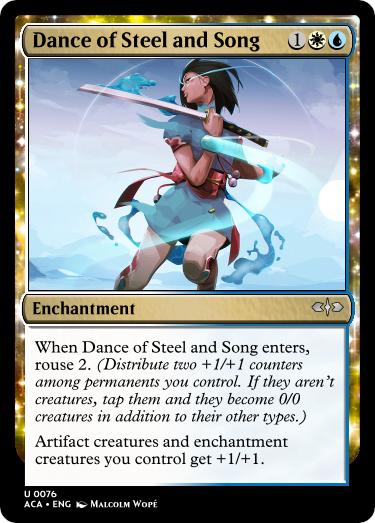 Dance of Steel and Song 1
Enchantment
When Dance of Steel and Song enters,
rouse 2. (Distribute two +1/+1 counters
among permanents you control. If they aren't
creatures, tap them and they become 0/0
creatures in addition to their other types.)
Artifact creatures and enchantment
creatures you control get +1/+1.
U 0076
ACA • ENG Malcolm Wopé